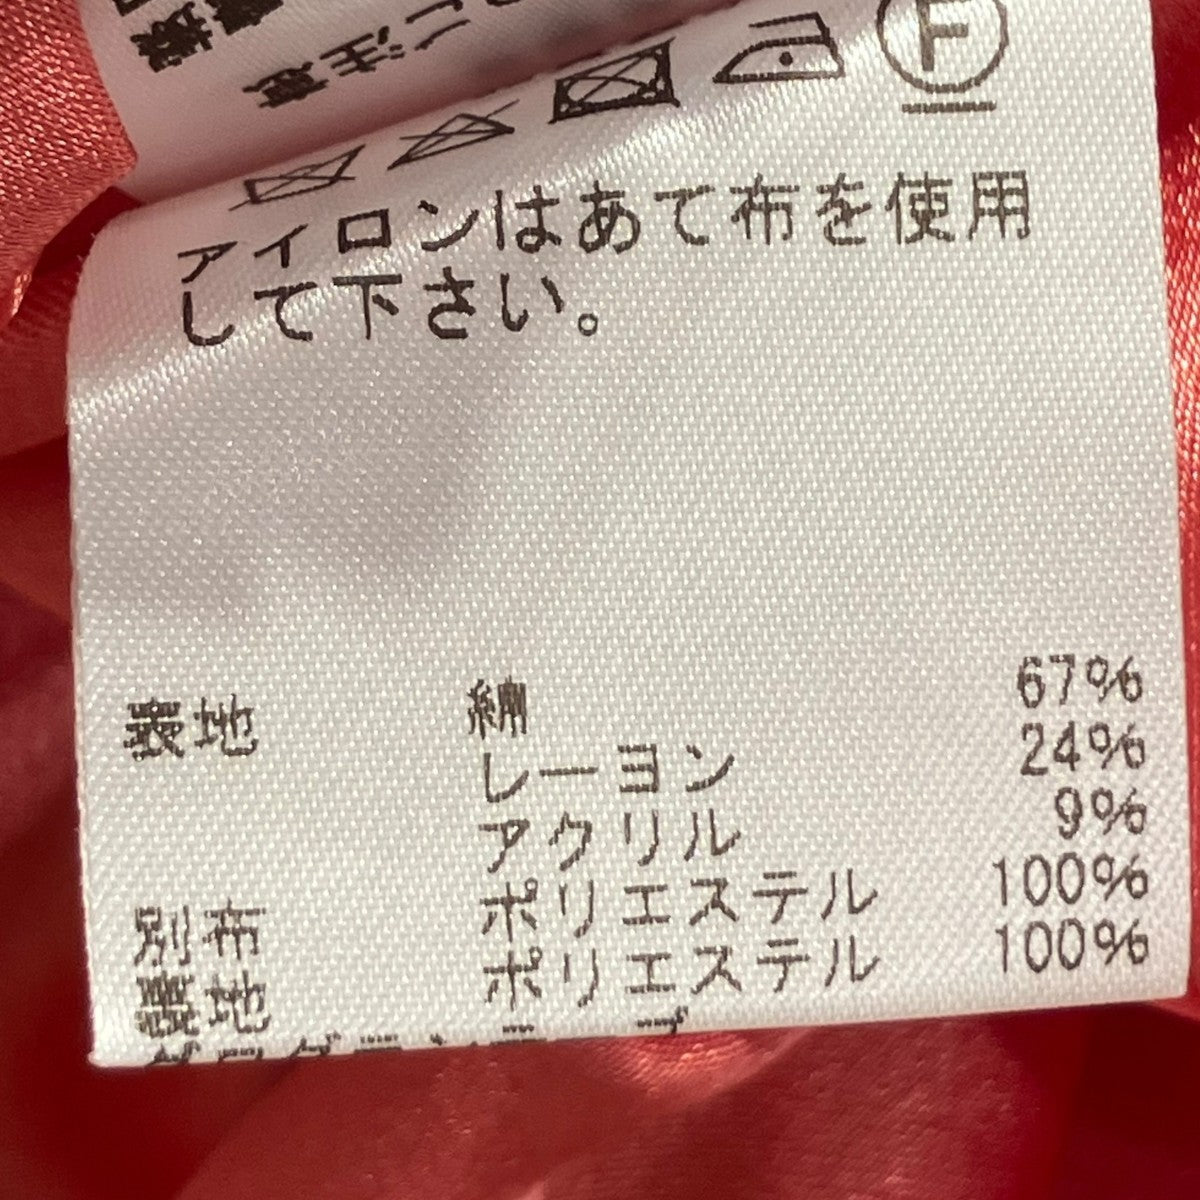 ご注意
F
アイロンはあて布を使用
して下さい。
表地 綿 67%
レーヨン 24%
アクリル 9%
別布 ポリエステル 100%
裏地 ポリエステル 100%